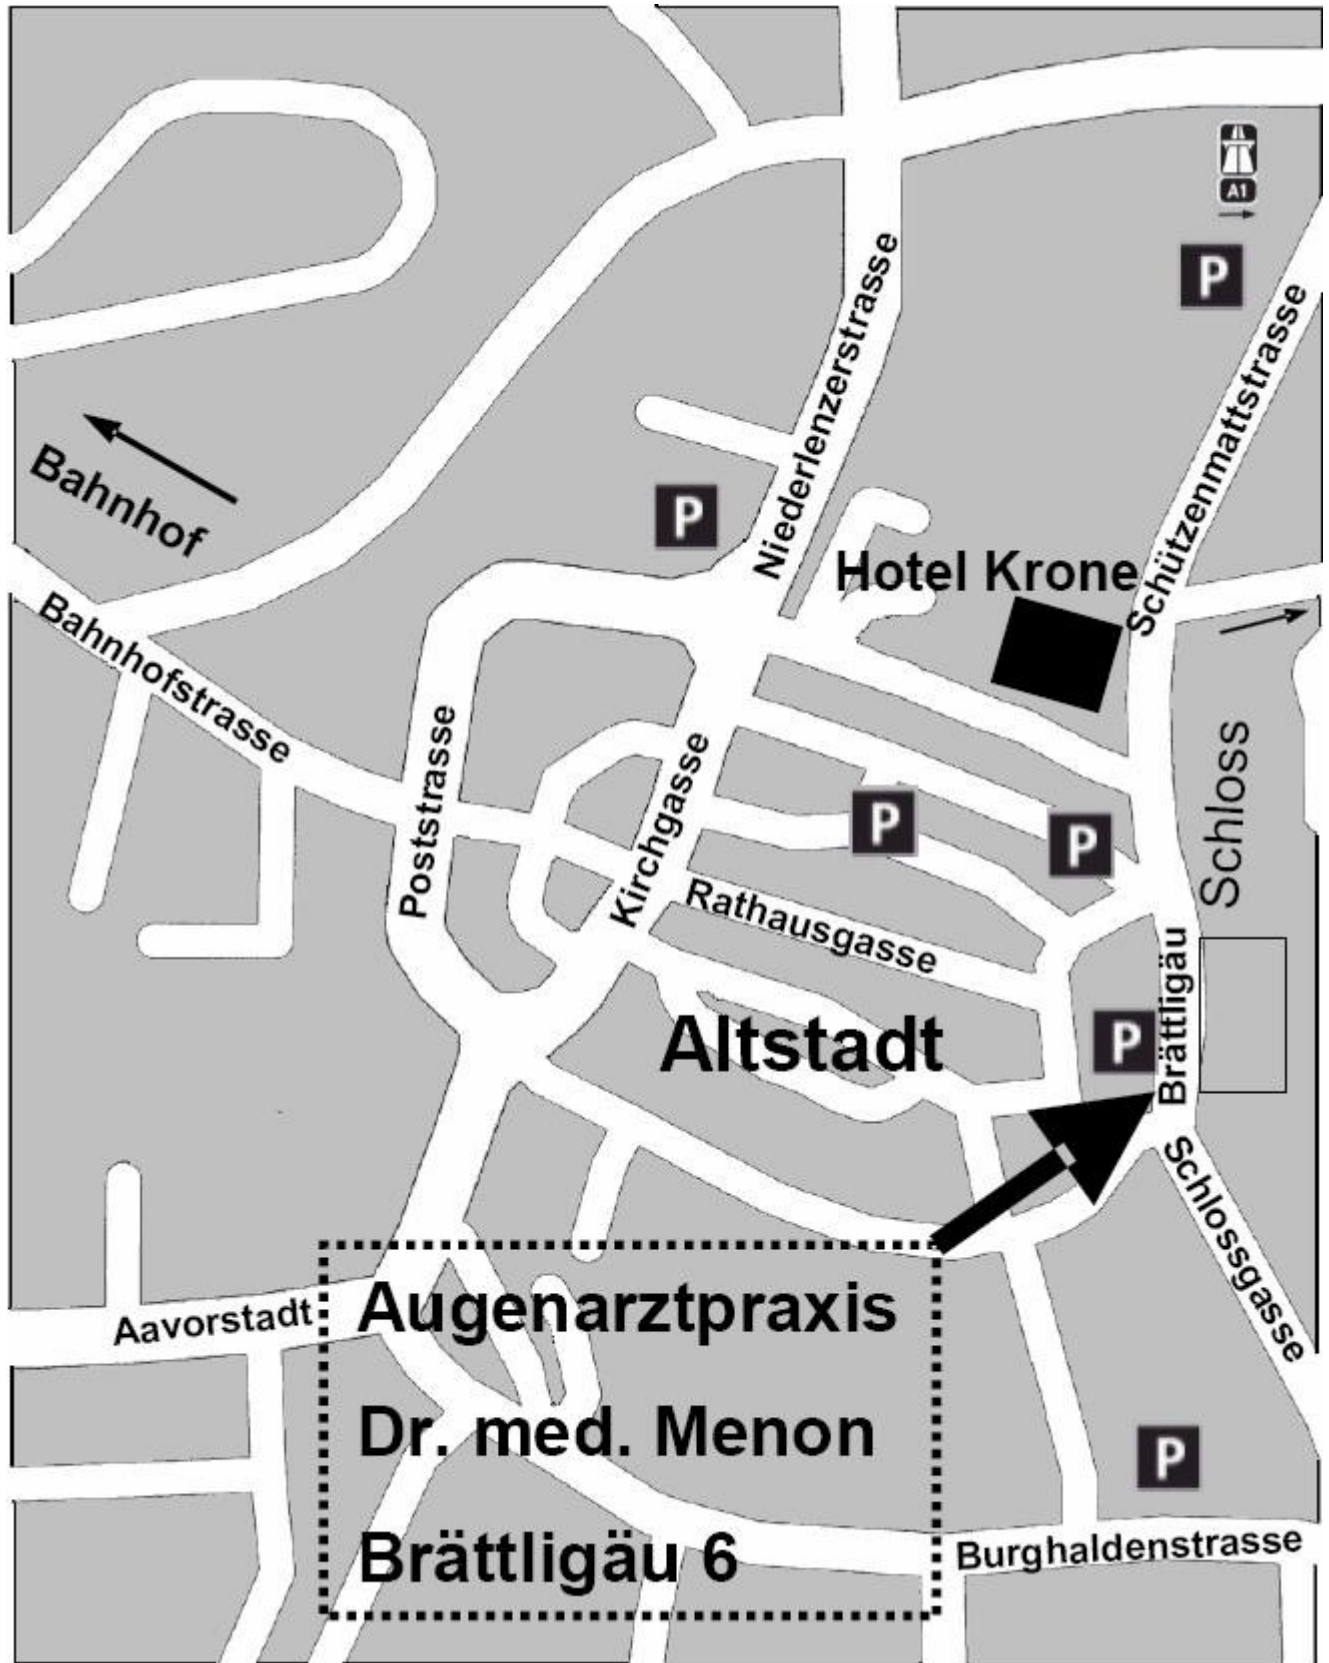 A1
P
Niederlenzerstrasse
Schützenmattstrasse
Bahnhof
P
Hotel Krone
Bahnhofstrasse
Poststrasse
Kirchgasse
Schloss
P
P
Rathausgasse
Brättligäu
Altstadt
P
Schlossgasse
Aavorstadt
Augenarztpraxis
Dr. med. Menon
Brättligäu 6
P
Burghaldenstrasse